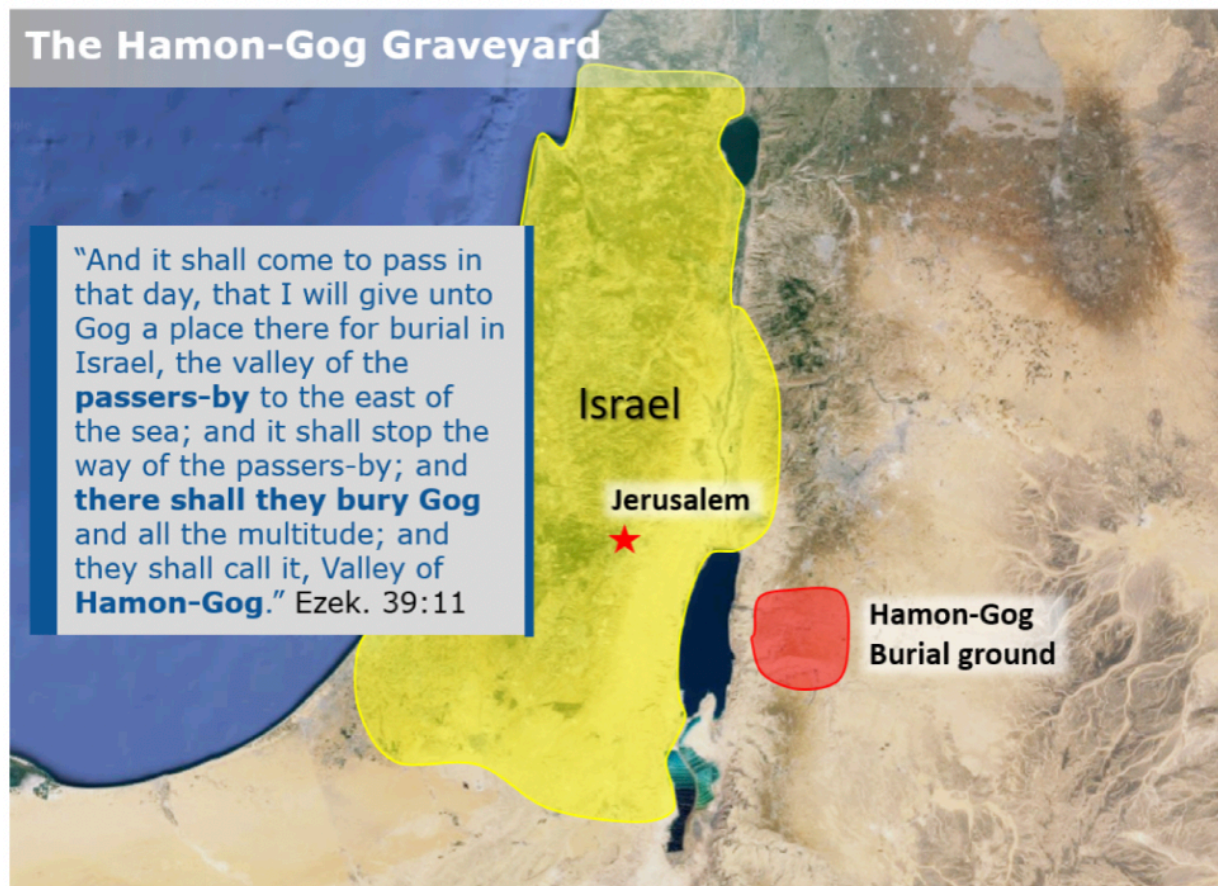 The Hamon-Gog Graveyard
“And it shall come to pass in
that day, that I will give unto
Gog a place there for burial in
Israel, the valley of the
passers-by to the east of
the sea; and it shall stop the
way of the passers-by; and
there shall they bury Gog
and all the multitude; and
they shall call it, Valley of
Hamon-Gog.” Ezek. 39:11
Israel
Jerusalem
Hamon-Gog
Burial ground